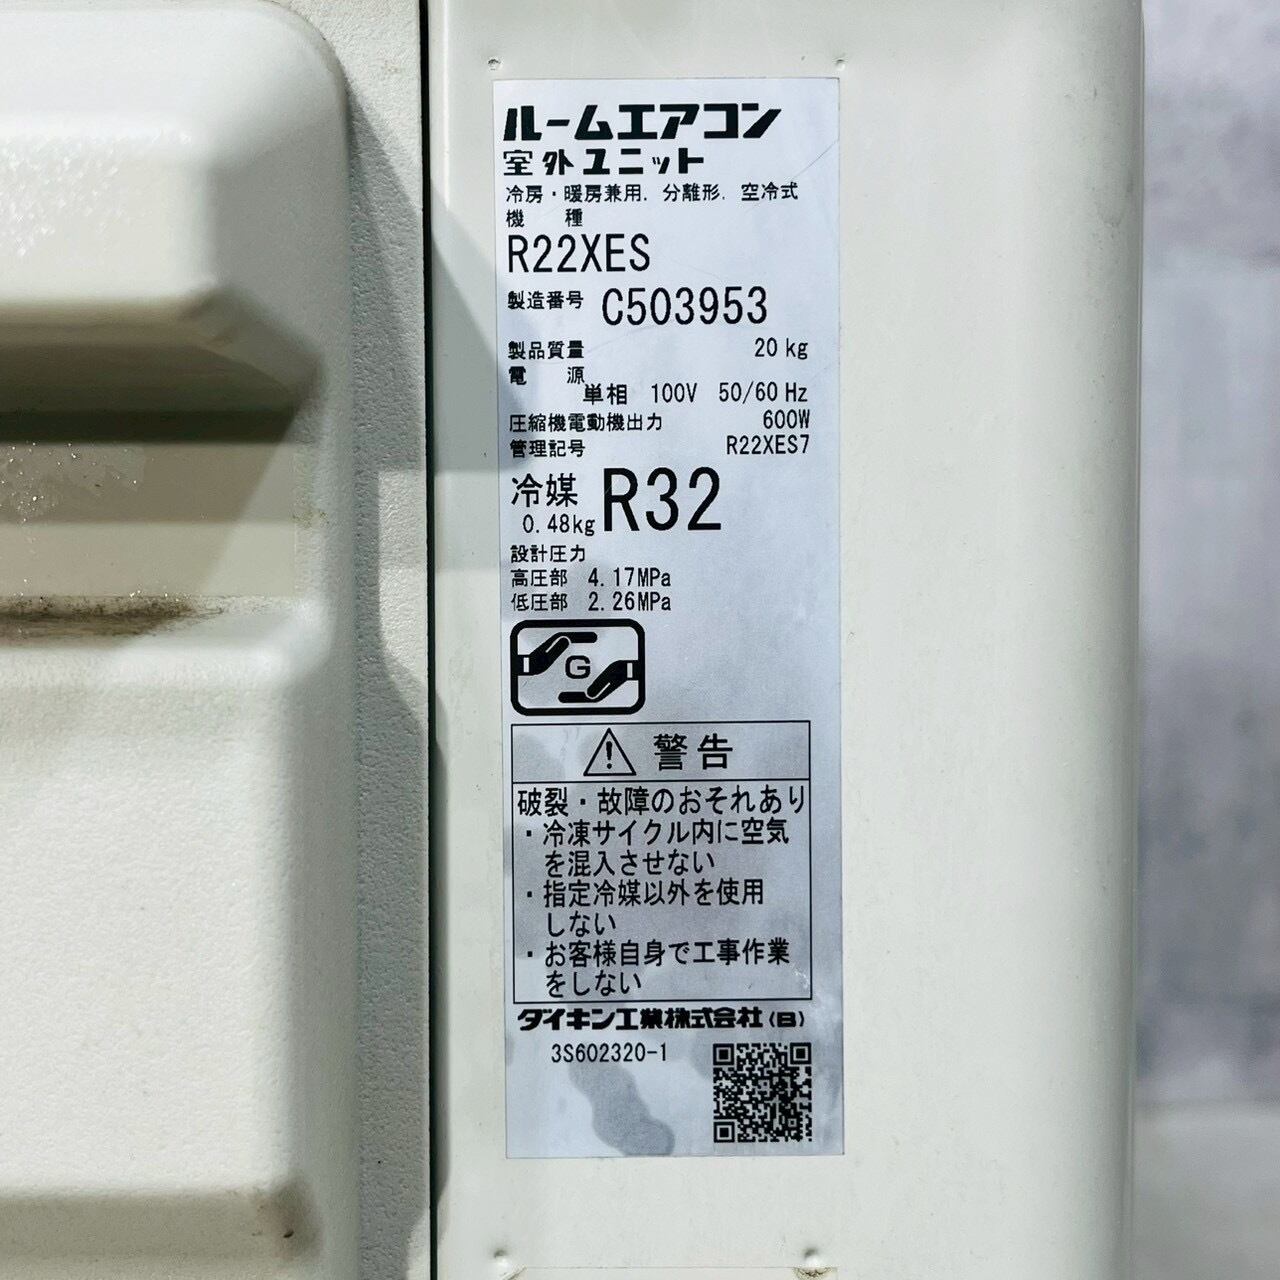 ルームエアコン
室外ユニット
冷房・暖房兼用. 分離形. 空冷式
機 種
R22XES
製造番号 C503953
製品質量 20 kg
電 源
単相 100V 50/60 Hz
圧縮機電動機出力 600W
管理記号 R22XES7
冷媒 R32
0.48kg
設計圧力
高圧部 4.17MPa
低圧部 2.26MPa
G
警告
破裂・故障のおそれあり
・冷凍サイクル内に空気
を混入させない
・指定冷媒以外を使用
しない
・お客様自身で工事作業
をしない
ダイキン工業株式会社(B)
3S602320-1